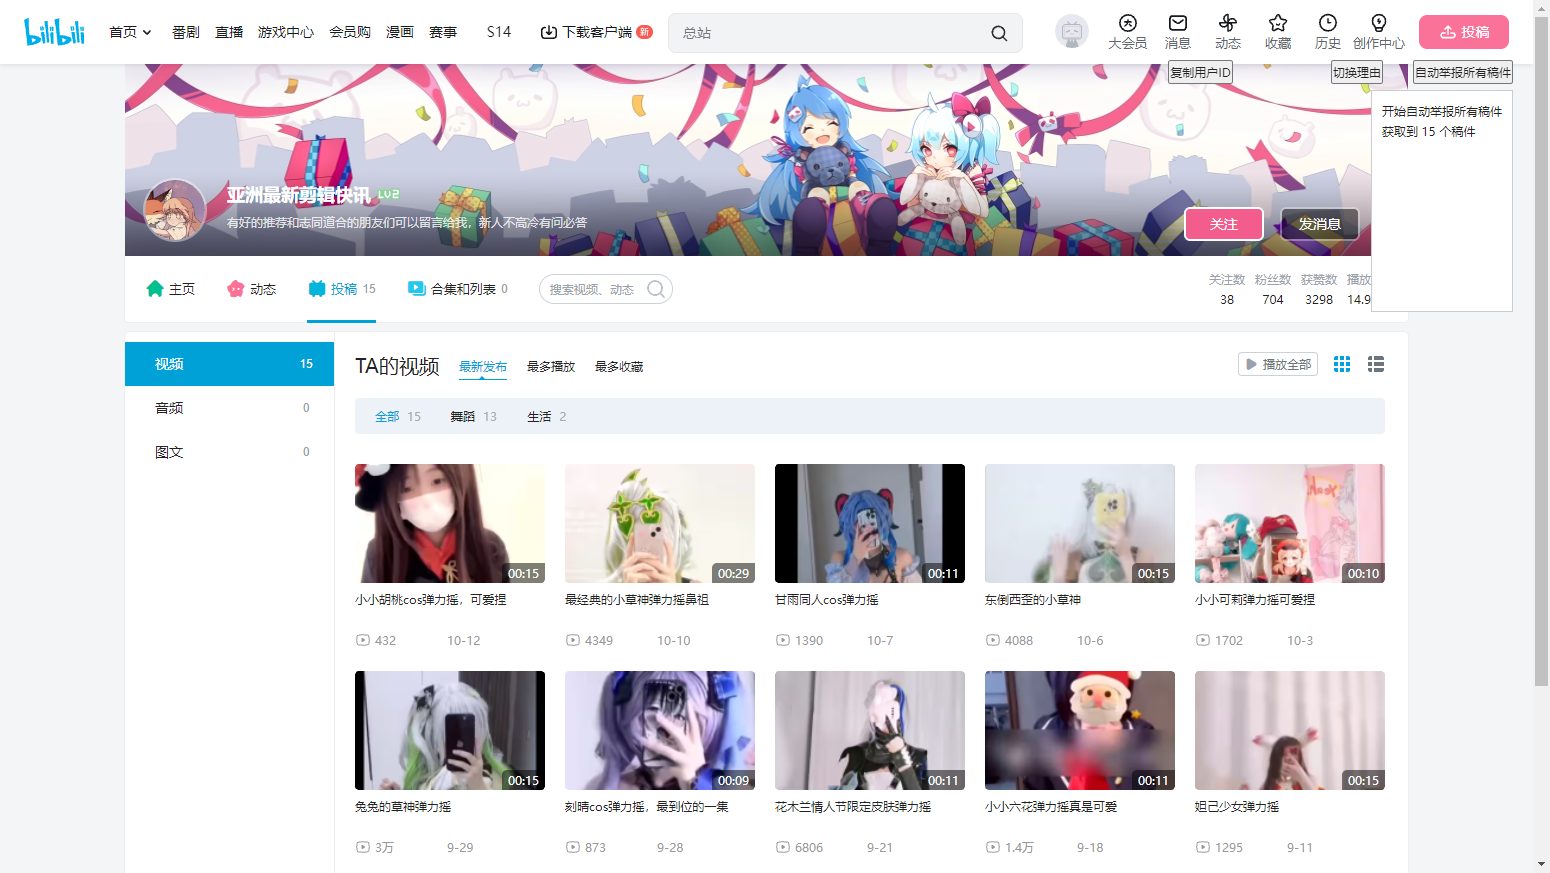 bilibili
首页 番剧 直播 游戏中心 会员购 漫画 赛事 S14 下载客户端 新 总站 大会员 消息 动态 收藏 历史 创作中心 投稿
复制用户ID 切换理由 自动举报所有稿件
开始自动举报所有稿件
获取到 15 个稿件
亚洲最新剪辑快讯 LV2
有好的推荐和志同道合的朋友们可以留言给我，新人不高冷有问必答
关注 发消息
主页 动态 投稿 15 合集和列表 0 搜索视频、动态
关注数 粉丝数 获赞数 播放
38 704 3298 14.9
视频 15
音频 0
图文 0
TA的视频 最新发布 最多播放 最多收藏 播放全部
全部 15 舞蹈 13 生活 2
00:15 00:29 00:11 00:15 00:10
小小胡桃cos弹力摇，可爱捏 最经典的小草神弹力摇鼻祖 甘雨同人cos弹力摇 东倒西歪的小草神 小小可莉弹力摇可爱捏
432 10-12 4349 10-10 1390 10-7 4088 10-6 1702 10-3
00:15 00:09 00:11 00:11 00:15
兔兔的草神弹力摇 刻晴cos弹力摇，最到位的一集 花木兰情人节限定皮肤弹力摇 小小六花弹力摇真是可爱 妲己少女弹力摇
3万 9-29 873 9-28 6806 9-21 1.4万 9-18 1295 9-11